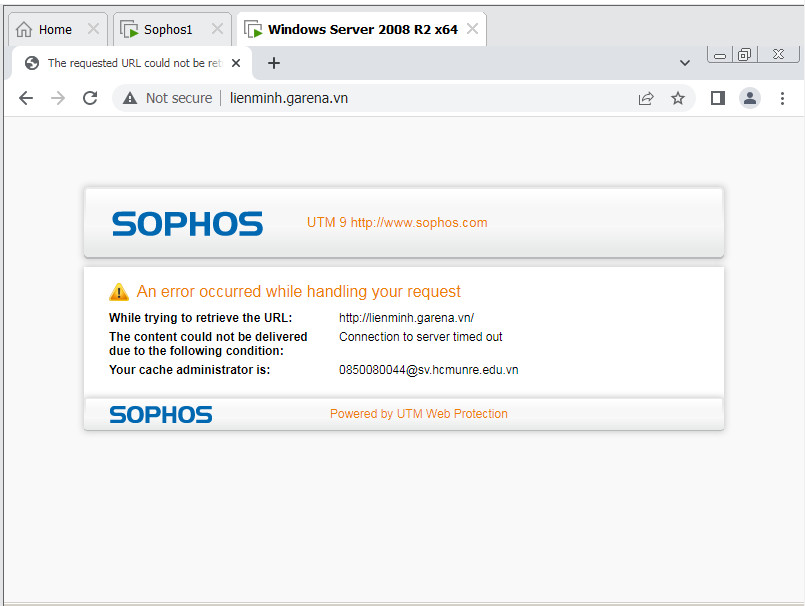 Home
Sophos1
Windows Server 2008 R2 x64
The requested URL could not be ret
Not secure
lienminh.garena.vn
SOPHOS
UTM 9 http://www.sophos.com
An error occurred while handling your request
While trying to retrieve the URL: http://lienminh.garena.vn/
The content could not be delivered Connection to server timed out
due to the following condition:
Your cache administrator is: 0850080044@sv.hcmunre.edu.vn
SOPHOS
Powered by UTM Web Protection